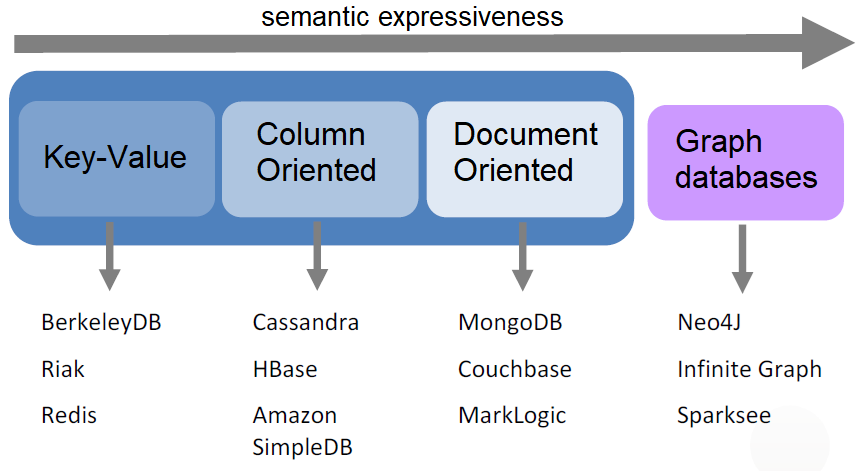 semantic expressiveness
Key-Value
Column
Oriented
Document
Oriented
Graph
databases
BerkeleyDB
Riak
Redis
Cassandra
HBase
Amazon
SimpleDB
MongoDB
Couchbase
MarkLogic
Neo4J
Infinite Graph
Sparksee